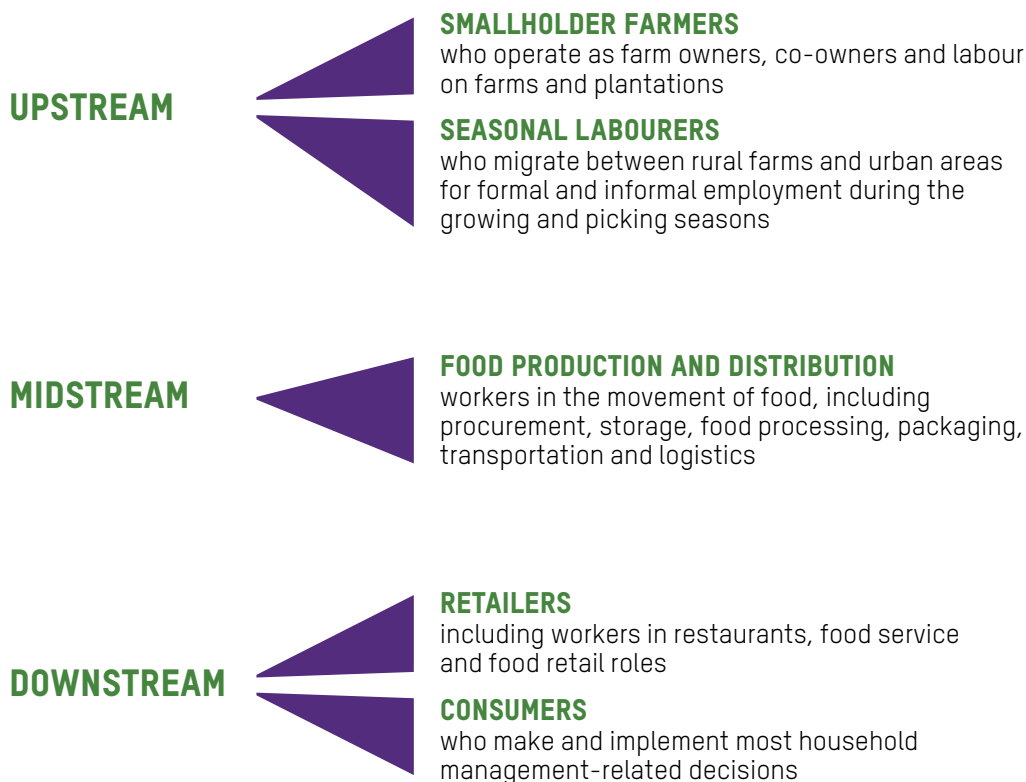 UPSTREAM
SMALLHOLDER FARMERS
who operate as farm owners, co-owners and labour
on farms and plantations
SEASONAL LABOURERS
who migrate between rural farms and urban areas
for formal and informal employment during the
growing and picking seasons
MIDSTREAM
FOOD PRODUCTION AND DISTRIBUTION
workers in the movement of food, including
procurement, storage, food processing, packaging,
transportation and logistics
DOWNSTREAM
RETAILERS
including workers in restaurants, food service
and food retail roles
CONSUMERS
who make and implement most household
management-related decisions